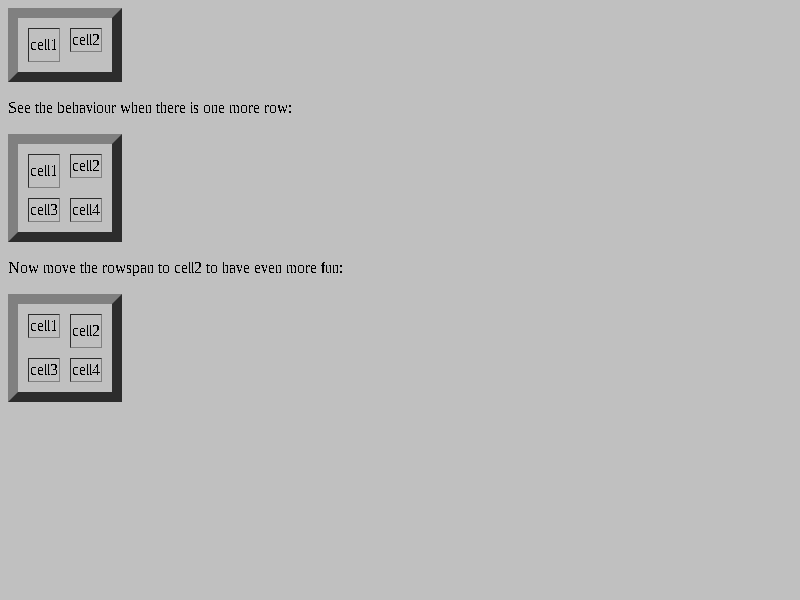 cell1 cell2
See the behaviour when there is one more row:
cell1 cell2
cell3 cell4
Now move the rowspan to cell2 to have even more fun:
cell1 cell2
cell3 cell4